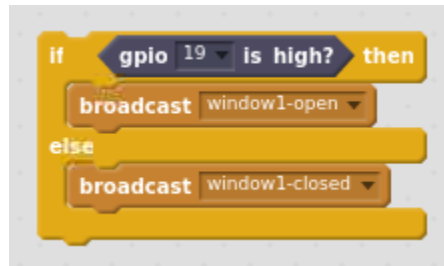 if gpio 19 is high? then
broadcast window1-open
else
broadcast window1-closed